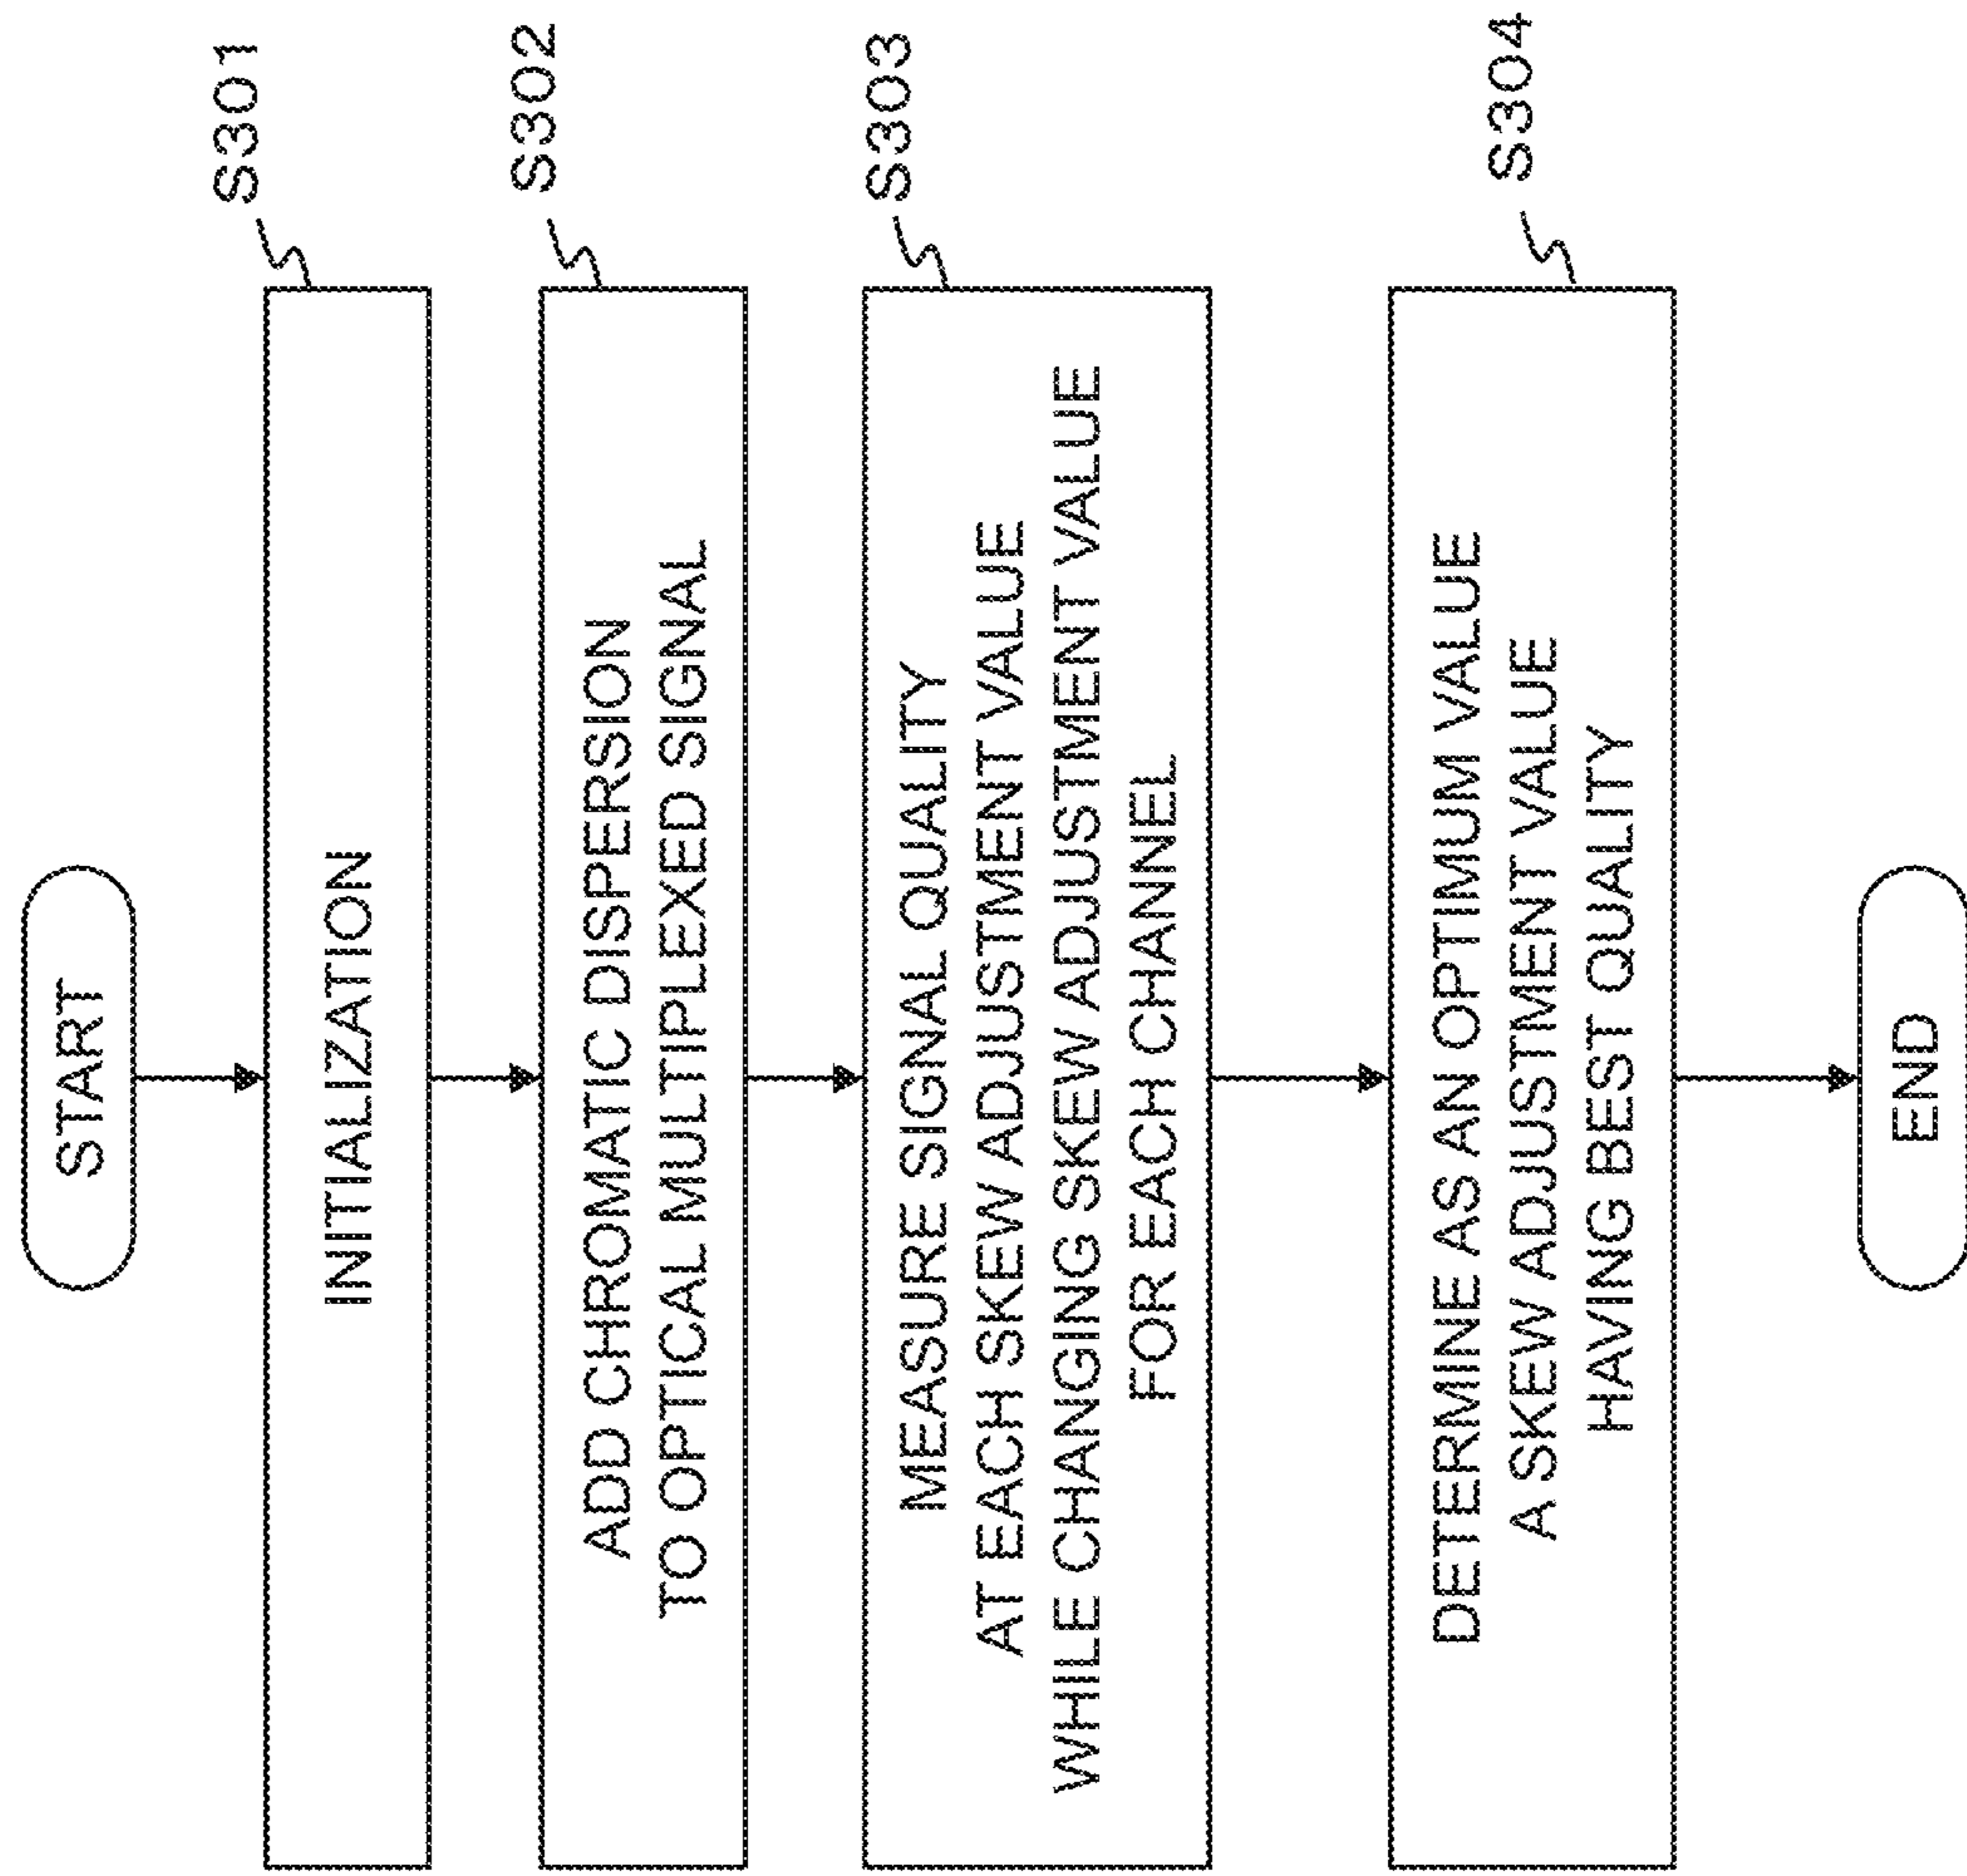 START
S301
INITIALIZATION
S302
ADD CHROMATIC DISPERSION
TO OPTICAL MULTIPLEXED SIGNAL
S303
MEASURE SIGNAL QUALITY
AT EACH SKEW ADJUSTMENT VALUE
WHILE CHANGING SKEW ADJUSTMENT VALUE
FOR EACH CHANNEL
S304
DETERMINE AS AN OPTIMUM VALUE
A SKEW ADJUSTMENT VALUE
HAVING BEST QUALITY
END